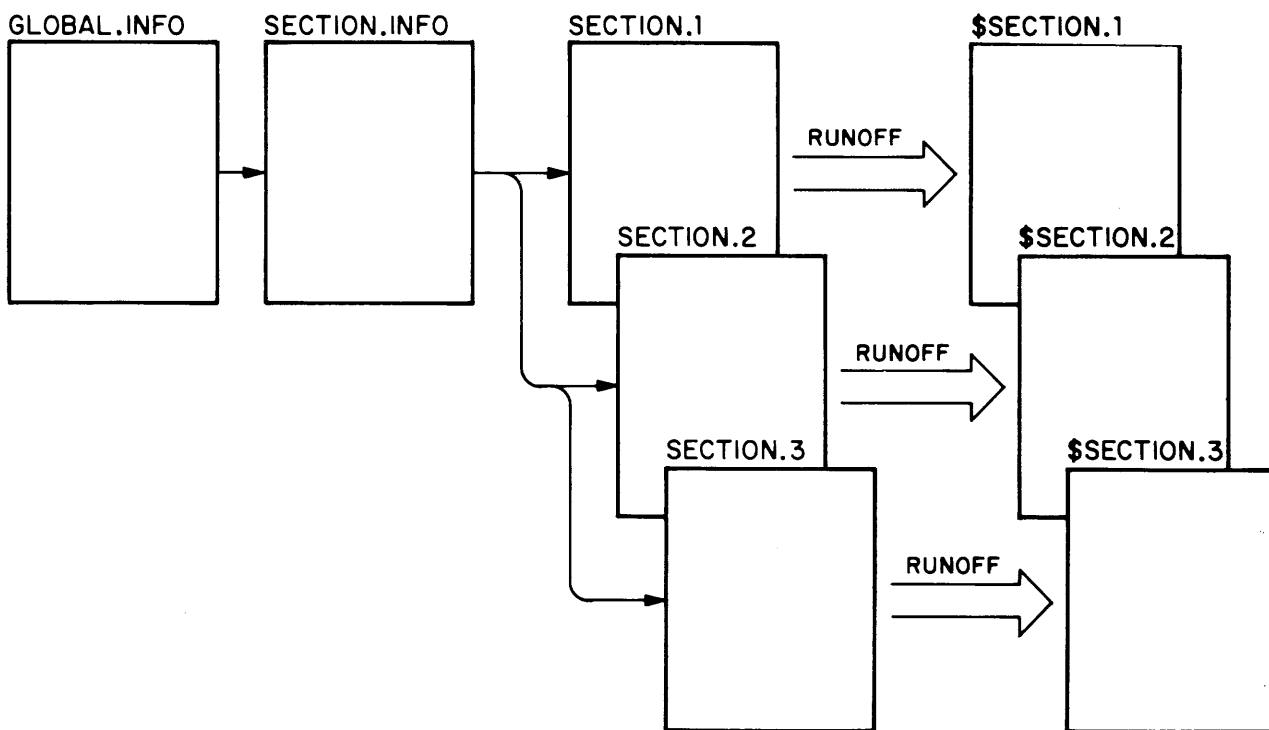 GLOBAL.INFO
SECTION.INFO
SECTION.1
$SECTION.1
RUNOFF
SECTION.2
$SECTION.2
RUNOFF
SECTION.3
$SECTION.3
RUNOFF